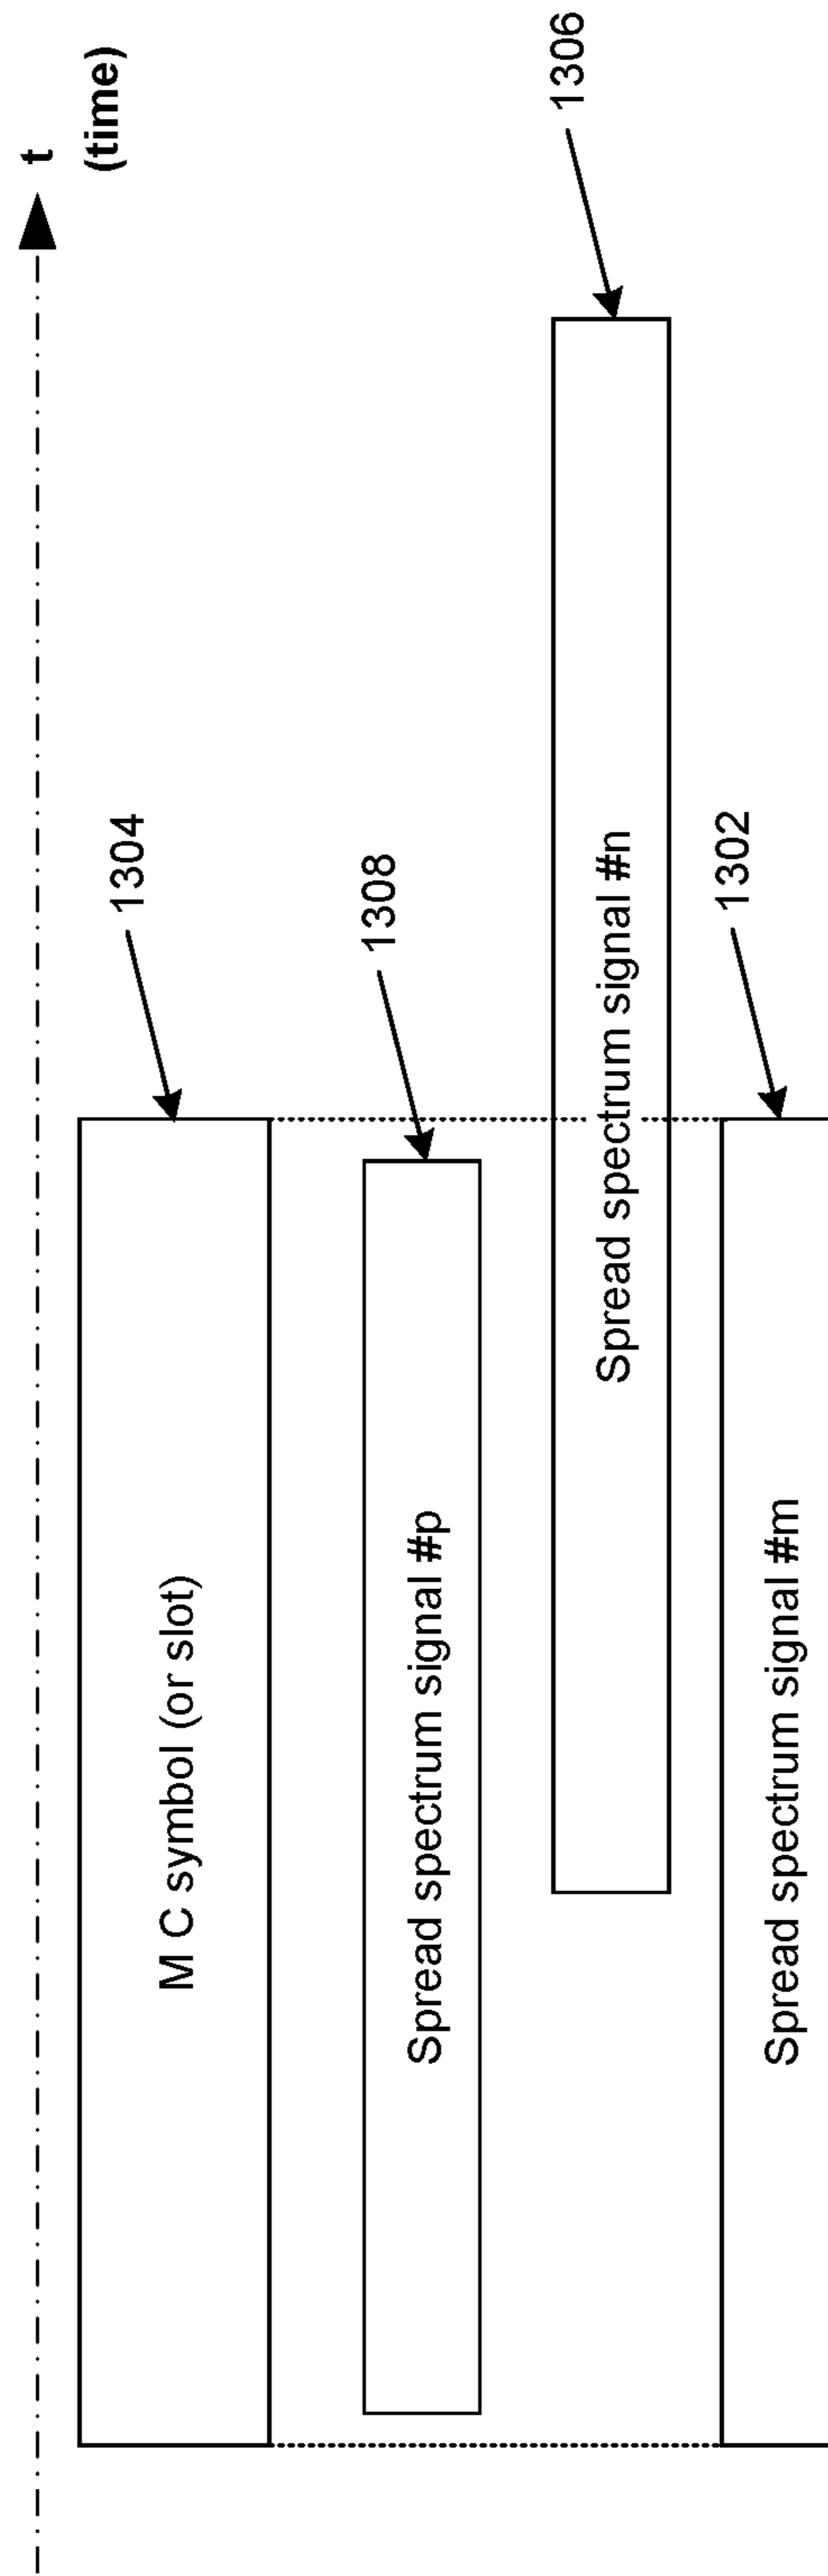 t
(time)
1304
M C symbol (or slot)
1308
Spread spectrum signal #p
1306
Spread spectrum signal #n
1302
Spread spectrum signal #m